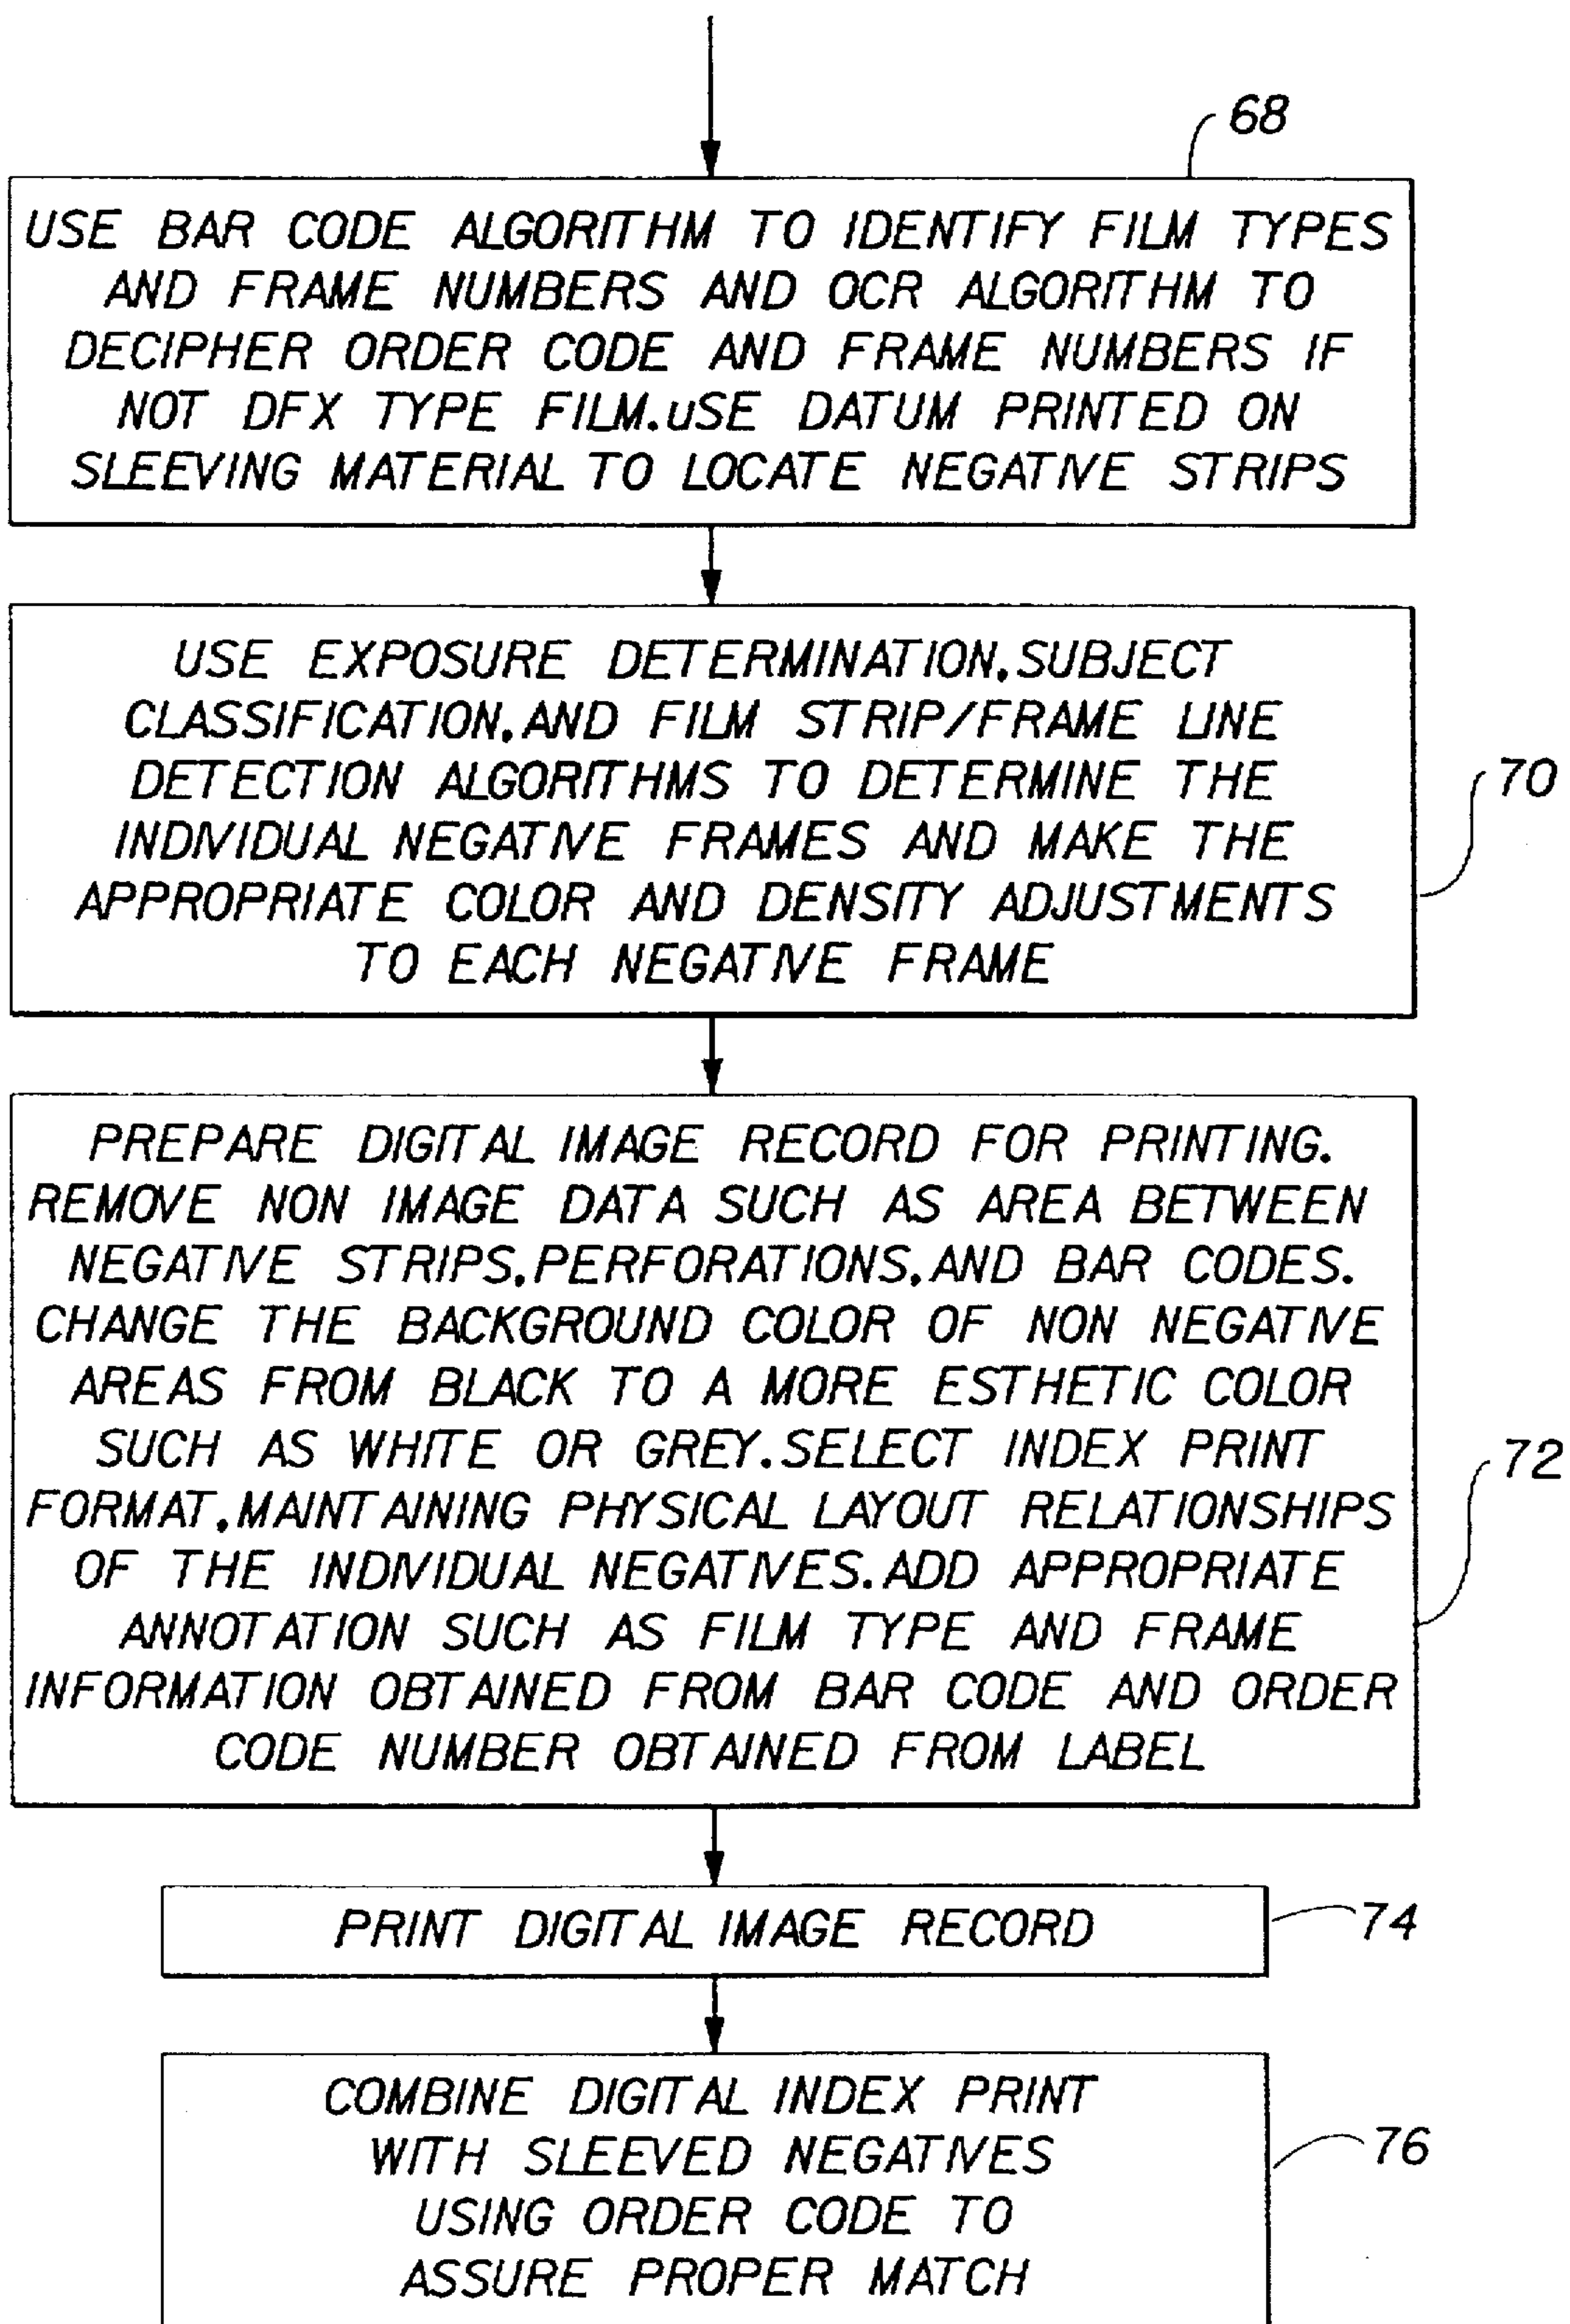 68
USE BAR CODE ALGORITHM TO IDENTIFY FILM TYPES
AND FRAME NUMBERS AND OCR ALGORITHM TO
DECIPHER ORDER CODE AND FRAME NUMBERS IF
NOT DFX TYPE FILM.uSE DATUM PRINTED ON
SLEEVING MATERIAL TO LOCATE NEGATIVE STRIPS
USE EXPOSURE DETERMINATION,SUBJECT
CLASSIFICATION,AND FILM STRIP/FRAME LINE
DETECTION ALGORITHMS TO DETERMINE THE
INDIVIDUAL NEGATIVE FRAMES AND MAKE THE
APPROPRIATE COLOR AND DENSITY ADJUSTMENTS
TO EACH NEGATIVE FRAME
70
PREPARE DIGITAL IMAGE RECORD FOR PRINTING.
REMOVE NON IMAGE DATA SUCH AS AREA BETWEEN
NEGATIVE STRIPS,PERFORATIONS,AND BAR CODES.
CHANGE THE BACKGROUND COLOR OF NON NEGATIVE
AREAS FROM BLACK TO A MORE ESTHETIC COLOR
SUCH AS WHITE OR GREY.SELECT INDEX PRINT
FORMAT,MAINTAINING PHYSICAL LAYOUT RELATIONSHIPS
OF THE INDIVIDUAL NEGATIVES.ADD APPROPRIATE
ANNOTATION SUCH AS FILM TYPE AND FRAME
INFORMATION OBTAINED FROM BAR CODE AND ORDER
CODE NUMBER OBTAINED FROM LABEL
72
PRINT DIGITAL IMAGE RECORD
74
COMBINE DIGITAL INDEX PRINT
WITH SLEEVED NEGATIVES
USING ORDER CODE TO
ASSURE PROPER MATCH
76